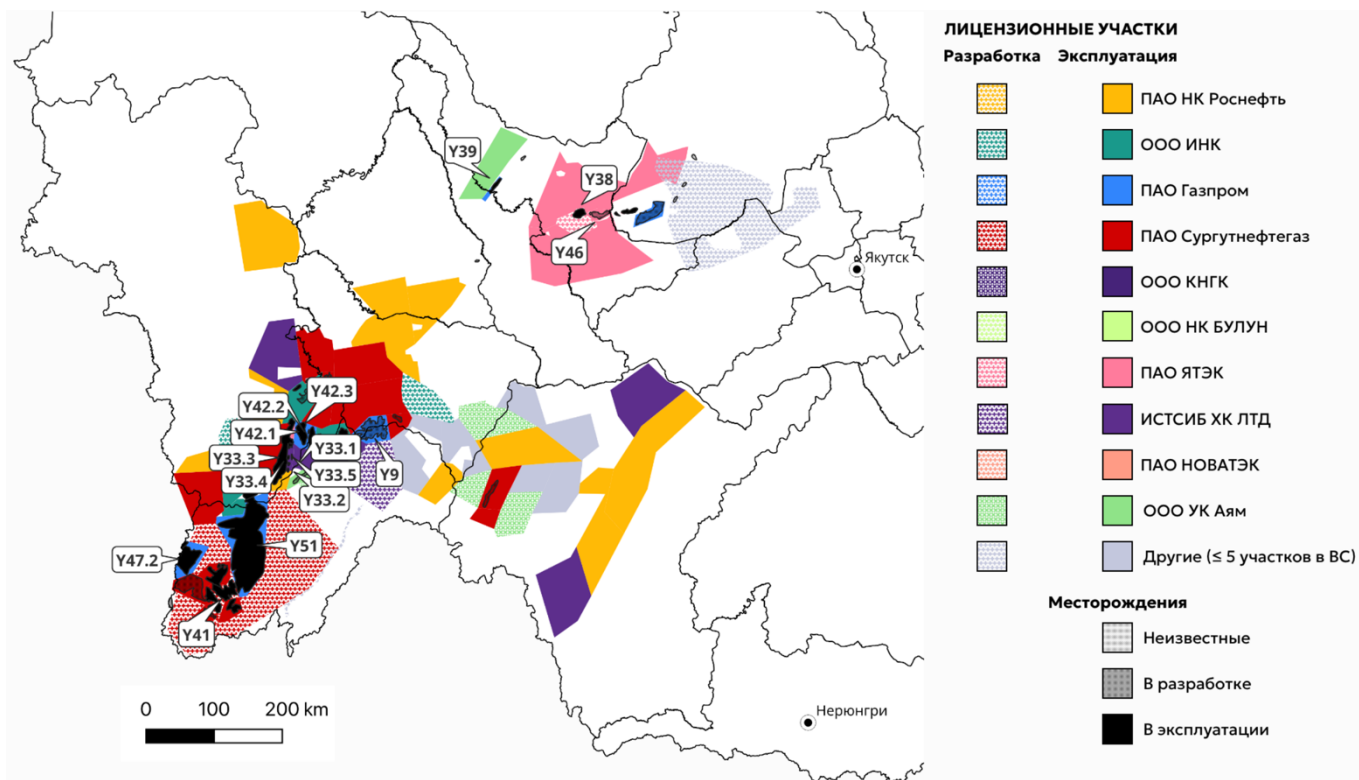 ЛИЦЕНЗИОННЫЕ УЧАСТКИ
Разработка Эксплуатация
ПАО НК Роснефть
ООО ИНК
ПАО Газпром
ПАО Сургутнефтегаз
ООО КНГК
ООО НК БУЛУН
ПАО ЯТЭК
ИСТСИБ ХК ЛТД
ПАО НОВАТЭК
ООО УК Аям
Другие (≤ 5 участков в ВС)
Месторождения
Неизвестные
В разработке
В эксплуатации
Y39
Y38
Y46
Якутск
Y42.3
Y42.2
Y42.1
Y33.1
Y33.3
Y9
Y33.5
Y33.4
Y33.2
Y51
Y47.2
Y41
Нерюнгри
0 100 200 km